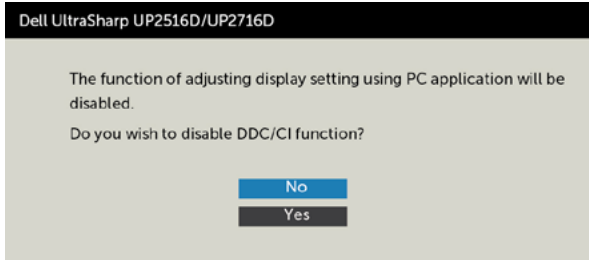 Dell UltraSharp UP2516D/UP2716D
The function of adjusting display setting using PC application will be
disabled.
Do you wish to disable DDC/CI function?
No
Yes